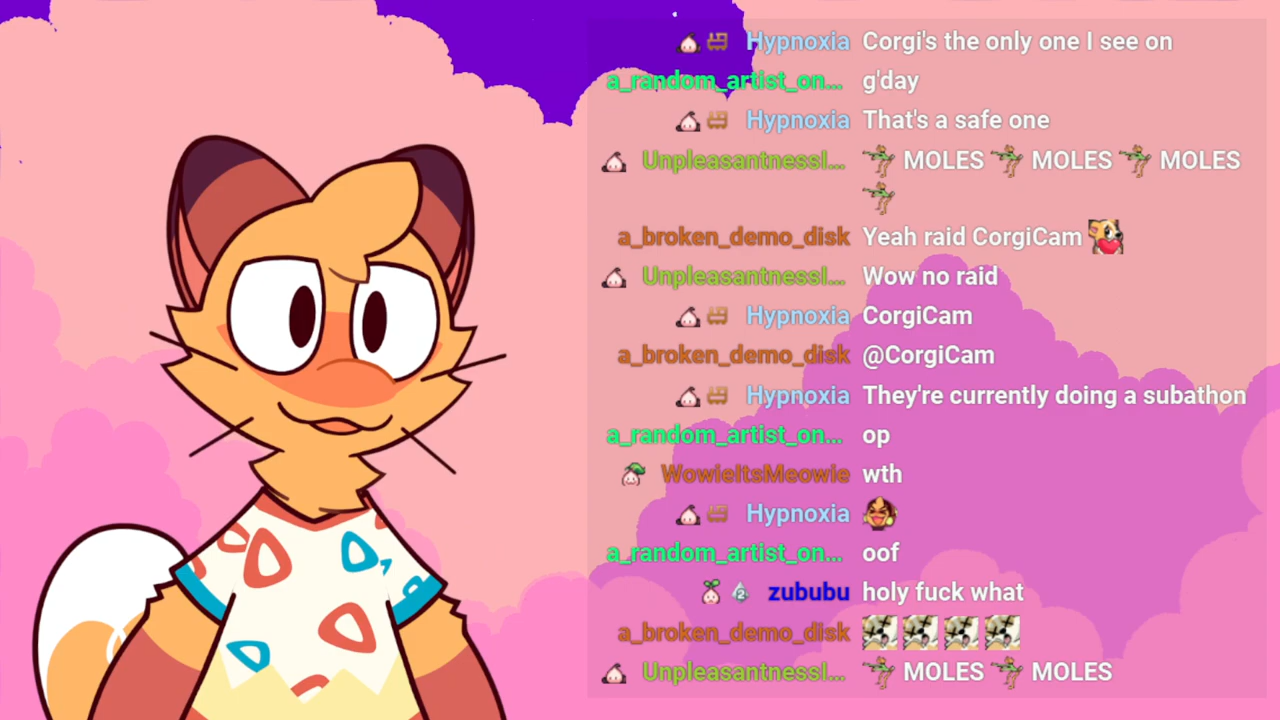 Hypnoxia Corgi's the only one I see on
a_random_artist_on... g'day
Hypnoxia That's a safe one
Unpleasantnessl... MOLES MOLES MOLES
a_broken_demo_disk Yeah raid CorgiCam
Unpleasantnessl... Wow no raid
Hypnoxia CorgiCam
a_broken_demo_disk @CorgiCam
Hypnoxia They're currently doing a subathon
a_random_artist_on... op
WowieItsMeowie wth
Hypnoxia
a_random_artist_on... oof
2 zububu holy fuck what
a_broken_demo_disk
Unpleasantnessl... MOLES MOLES